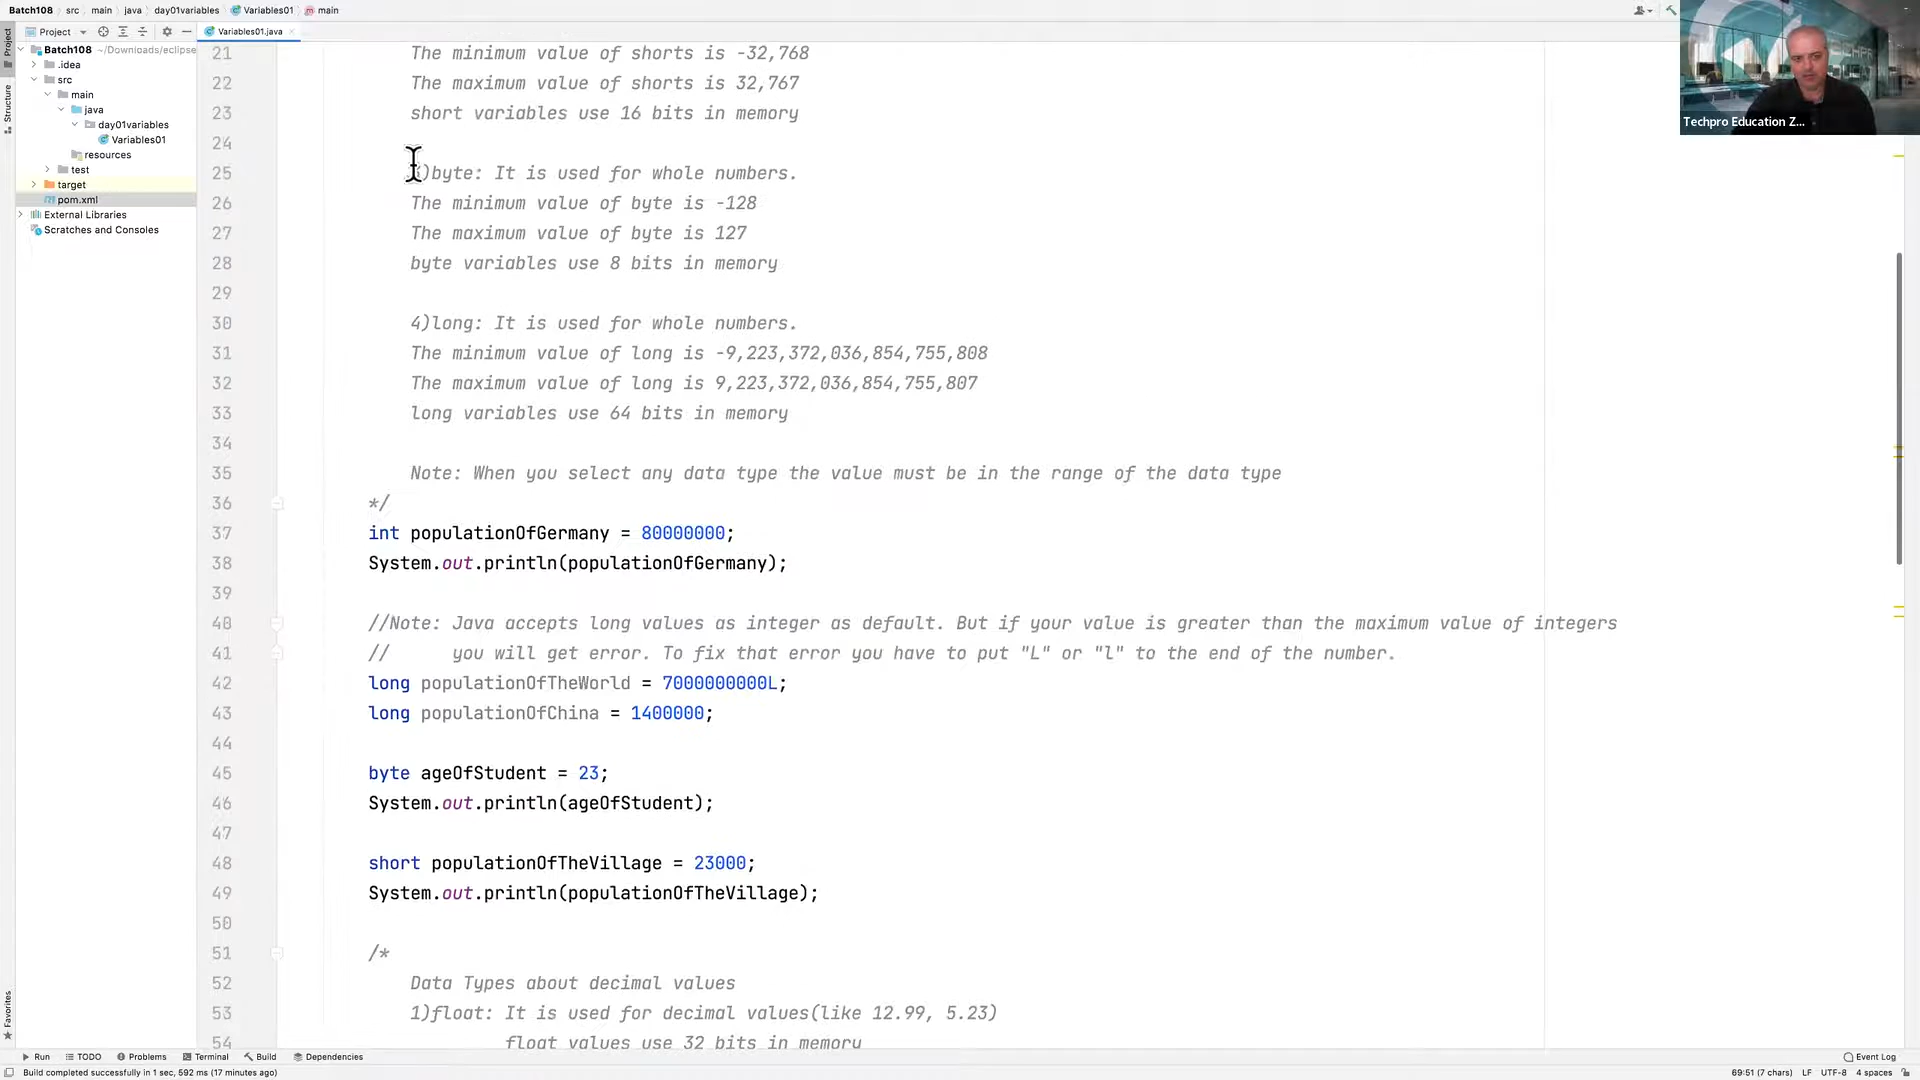 Batch108 src main java day01variables Variables01 main
Project
Variables01.java
Project
Structure
Favorites
Batch108 ~/Downloads/eclipse
.idea
src
main
java
day01variables
Variables01
resources
test
target
pom.xml
External Libraries
Scratches and Consoles
21 The minimum value of shorts is -32,768
22 The maximum value of shorts is 32,767
23 short variables use 16 bits in memory
24
25 )byte: It is used for whole numbers.
26 The minimum value of byte is -128
27 The maximum value of byte is 127
28 byte variables use 8 bits in memory
29
30 4)long: It is used for whole numbers.
31 The minimum value of long is -9,223,372,036,854,755,808
32 The maximum value of long is 9,223,372,036,854,755,807
33 long variables use 64 bits in memory
34
35 Note: When you select any data type the value must be in the range of the data type
36 */
37 int populationOfGermany = 80000000;
38 System.out.println(populationOfGermany);
39
40 //Note: Java accepts long values as integer as default. But if your value is greater than the maximum value of integers
41 // you will get error. To fix that error you have to put "L" or "l" to the end of the number.
42 long populationOfTheWorld = 7000000000L;
43 long populationOfChina = 1400000;
44
45 byte ageOfStudent = 23;
46 System.out.println(ageOfStudent);
47
48 short populationOfTheVillage = 23000;
49 System.out.println(populationOfTheVillage);
50
51 /*
52 Data Types about decimal values
53 1)float: It is used for decimal values(like 12.99, 5.23)
54 float values use 32 bits in memory
Techpro Education Z...
Run TODO Problems Terminal Build Dependencies Event Log
Build completed successfully in 1 sec, 592 ms (17 minutes ago) 69:51 (7 chars) LF UTF-8 4 spaces